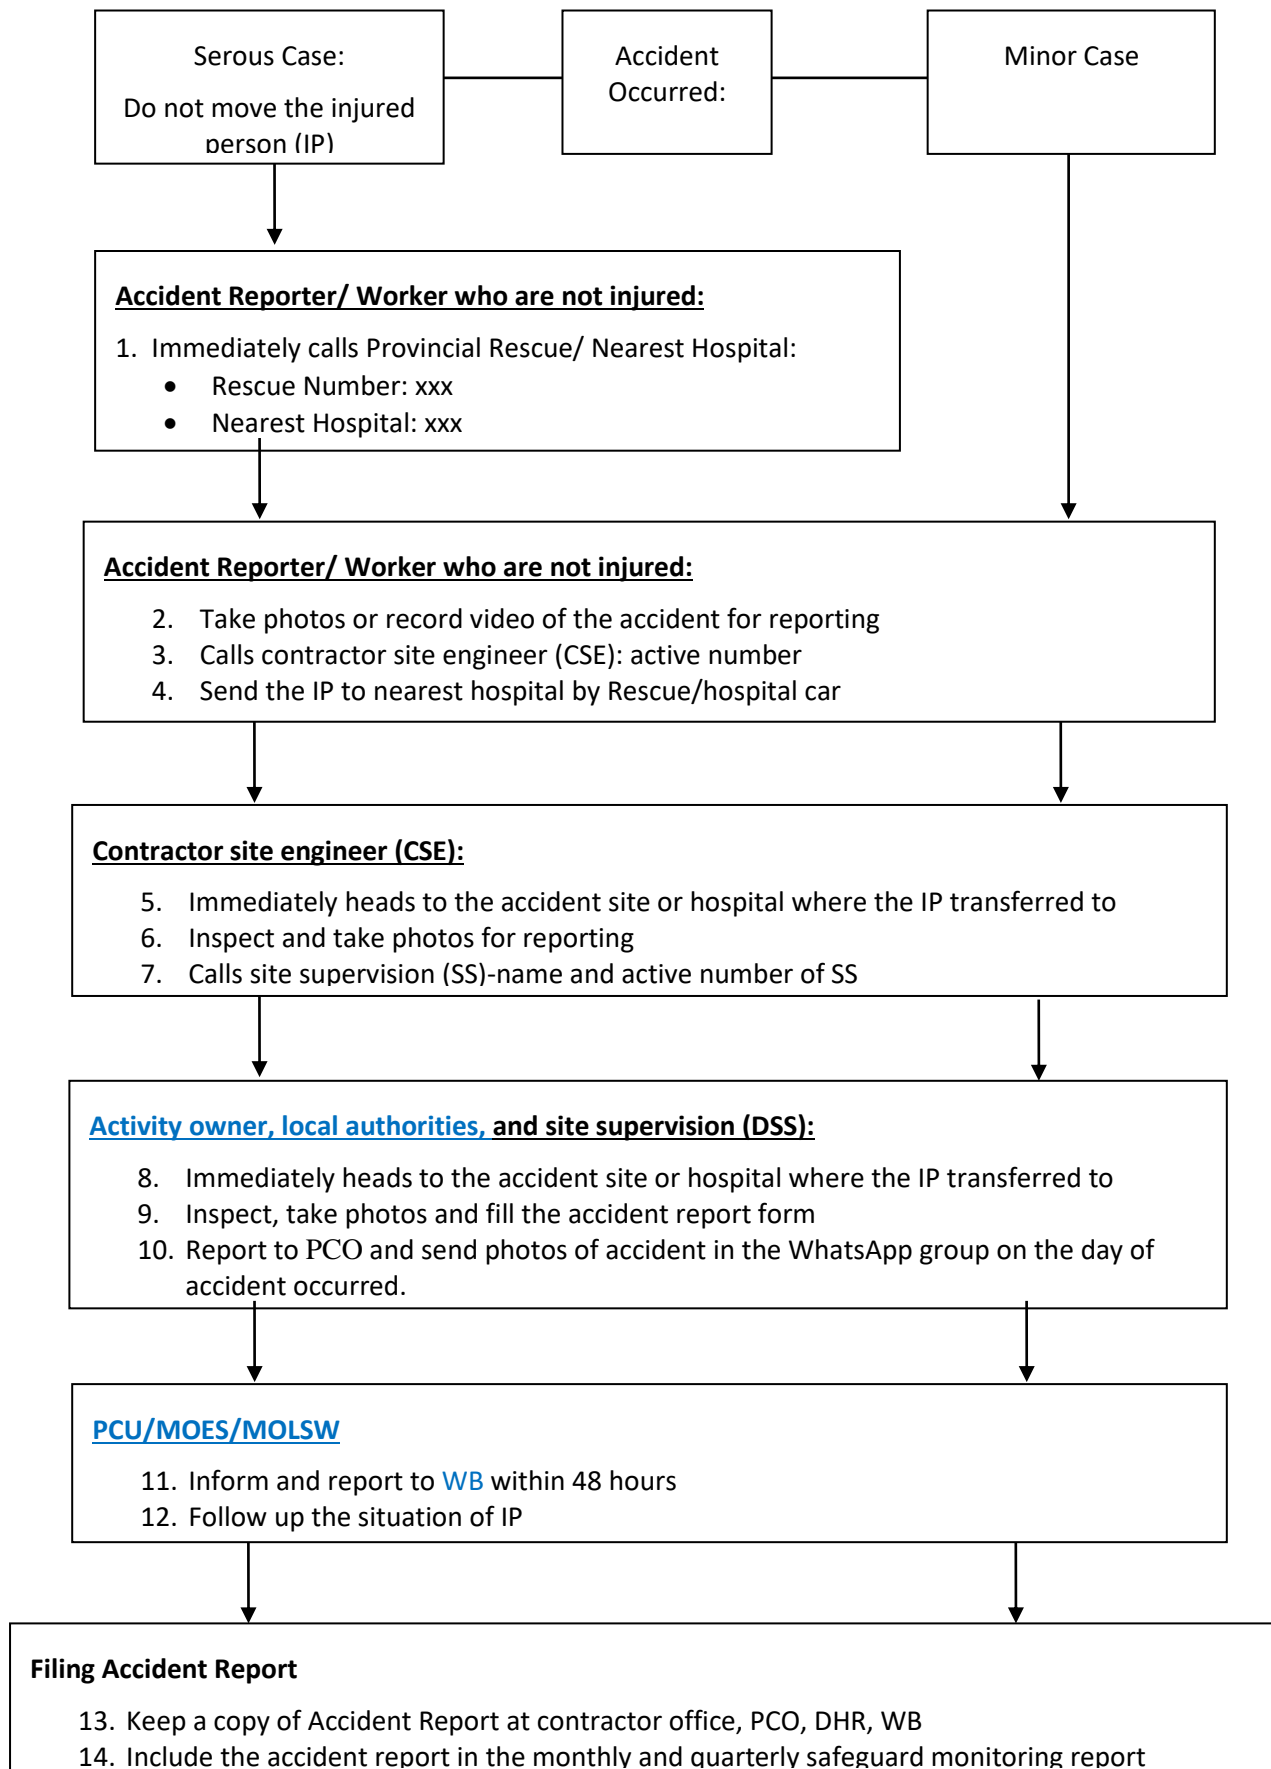 Serous Case:
Do not move the injured
person (IP)
Accident
Occurred:
Minor Case
Accident Reporter/ Worker who are not injured:
1. Immediately calls Provincial Rescue/ Nearest Hospital:
• Rescue Number: xxx
• Nearest Hospital: xxx
Accident Reporter/ Worker who are not injured:
2. Take photos or record video of the accident for reporting
3. Calls contractor site engineer (CSE): active number
4. Send the IP to nearest hospital by Rescue/hospital car
Contractor site engineer (CSE):
5. Immediately heads to the accident site or hospital where the IP transferred to
6. Inspect and take photos for reporting
7. Calls site supervision (SS)-name and active number of SS
Activity owner, local authorities, and site supervision (DSS):
8. Immediately heads to the accident site or hospital where the IP transferred to
9. Inspect, take photos and fill the accident report form
10. Report to PCO and send photos of accident in the WhatsApp group on the day of
accident occurred.
PCU/MOES/MOLSW
11. Inform and report to WB within 48 hours
12. Follow up the situation of IP
Filing Accident Report
13. Keep a copy of Accident Report at contractor office, PCO, DHR, WB
14. Include the accident report in the monthly and quarterly safeguard monitoring report